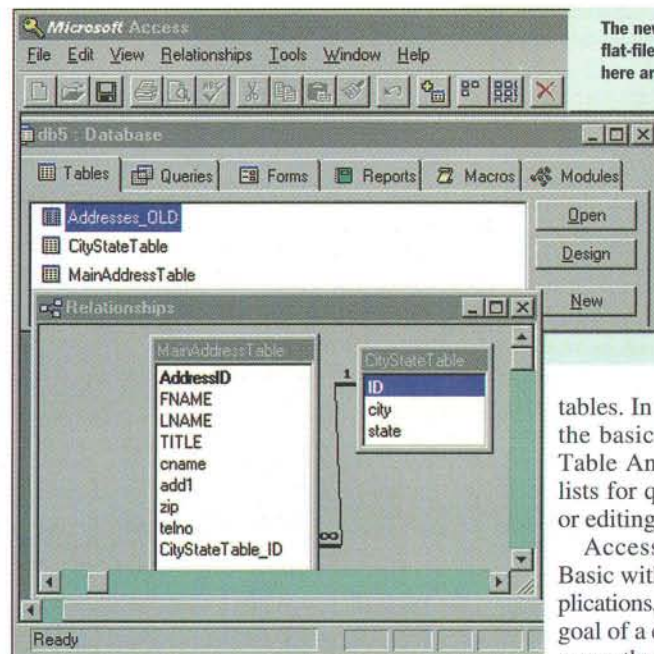 Microsoft Access
File Edit View Relationships Tools Window Help
db5 : Database
Tables Queries Forms Reports Macros Modules
Addresses_OLD
CityStateTable
MainAddressTable
Open
Design
New
Relationships
MainAddressTable
AddressID
FNAME
LNAME
TITLE
cname
add1
zip
telno
CityStateTable_ID
1
∞
CityStateTable
ID
city
state
Ready
The new
flat-file
here ar
tables. In
the basic
Table An
lists for q
or editing
Access
Basic with
plications.
goal of a